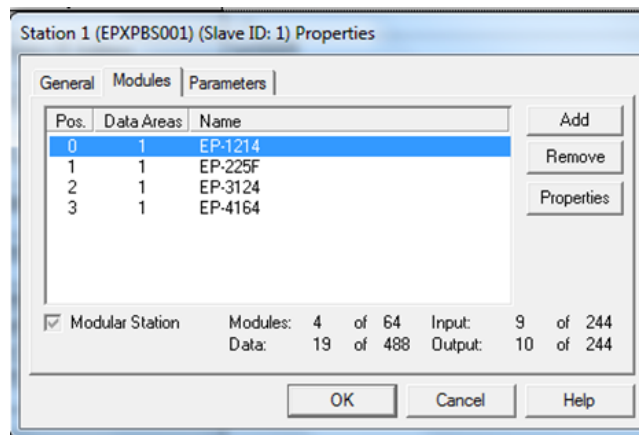 Station 1 (EPXPBS001) (Slave ID: 1) Properties
General Modules Parameters
Pos. Data Areas Name
0 1 EP-1214
1 1 EP-225F
2 1 EP-3124
3 1 EP-4164
Add
Remove
Properties
Modular Station Modules: 4 of 64 Input: 9 of 244
Data: 19 of 488 Output: 10 of 244
OK Cancel Help